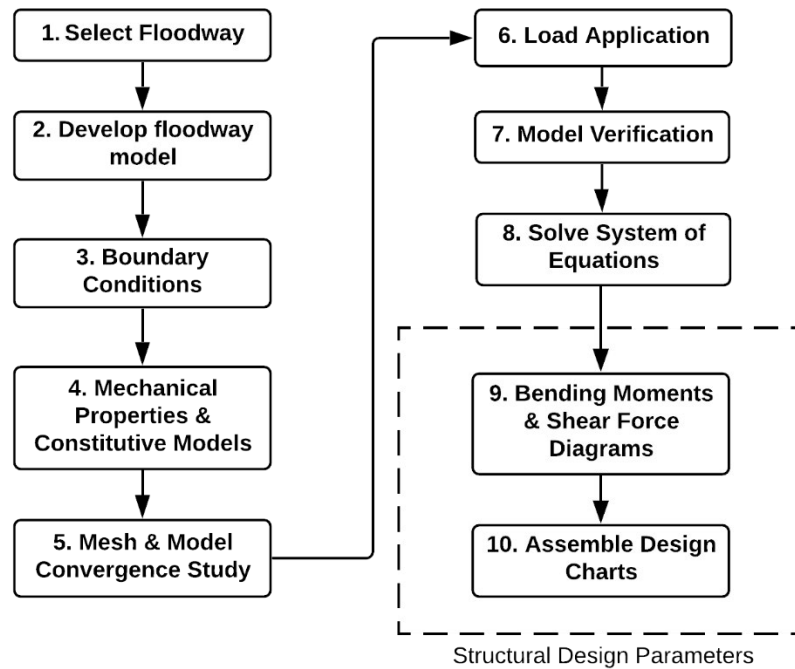 1. Select Floodway
2. Develop floodway
model
3. Boundary
Conditions
4. Mechanical
Properties &
Constitutive Models
5. Mesh & Model
Convergence Study
6. Load Application
7. Model Verification
8. Solve System of
Equations
9. Bending Moments
& Shear Force
Diagrams
10. Assemble Design
Charts
Structural Design Parameters